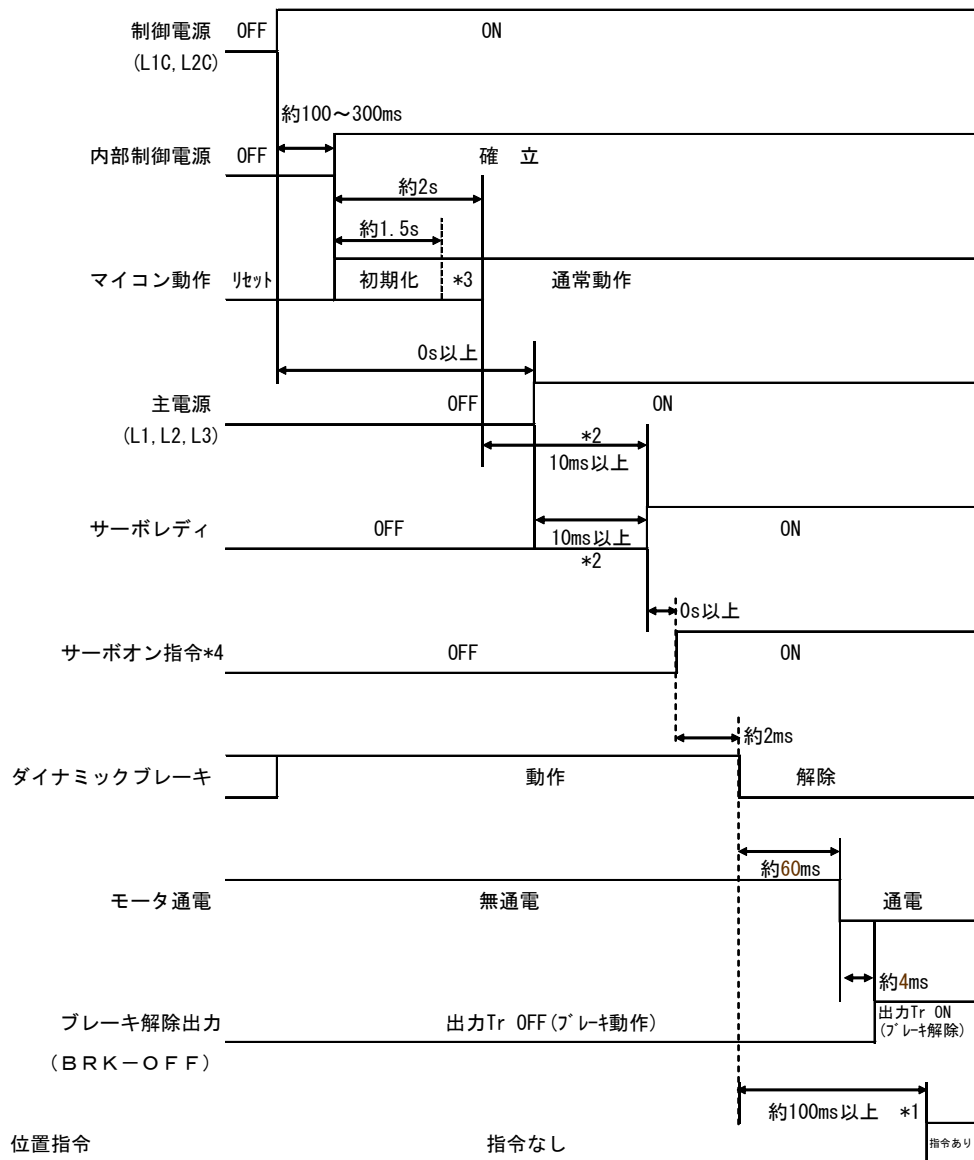 制御電源 OFF ON
(L1C, L2C)
約100～300ms
内部制御電源 OFF 確 立
約2s
約1.5s
マイコン動作 ﾘｾｯﾄ 初期化 *3 通常動作
0s以上
主電源 OFF ON
(L1, L2, L3)
*2
10ms以上
サーボレディ OFF ON
10ms以上
*2
0s以上
サーボオン指令*4 OFF ON
約2ms
ダイナミックブレーキ 動作 解除
約60ms
モータ通電 無通電 通電
約4ms
ブレーキ解除出力 出力Tr OFF(ﾌﾞﾚｰｷ動作) 出力Tr ON
(ﾌﾞﾚｰｷ解除)
（ＢＲＫ－ＯＦＦ）
約100ms以上 *1
位置指令 指令なし 指令あり